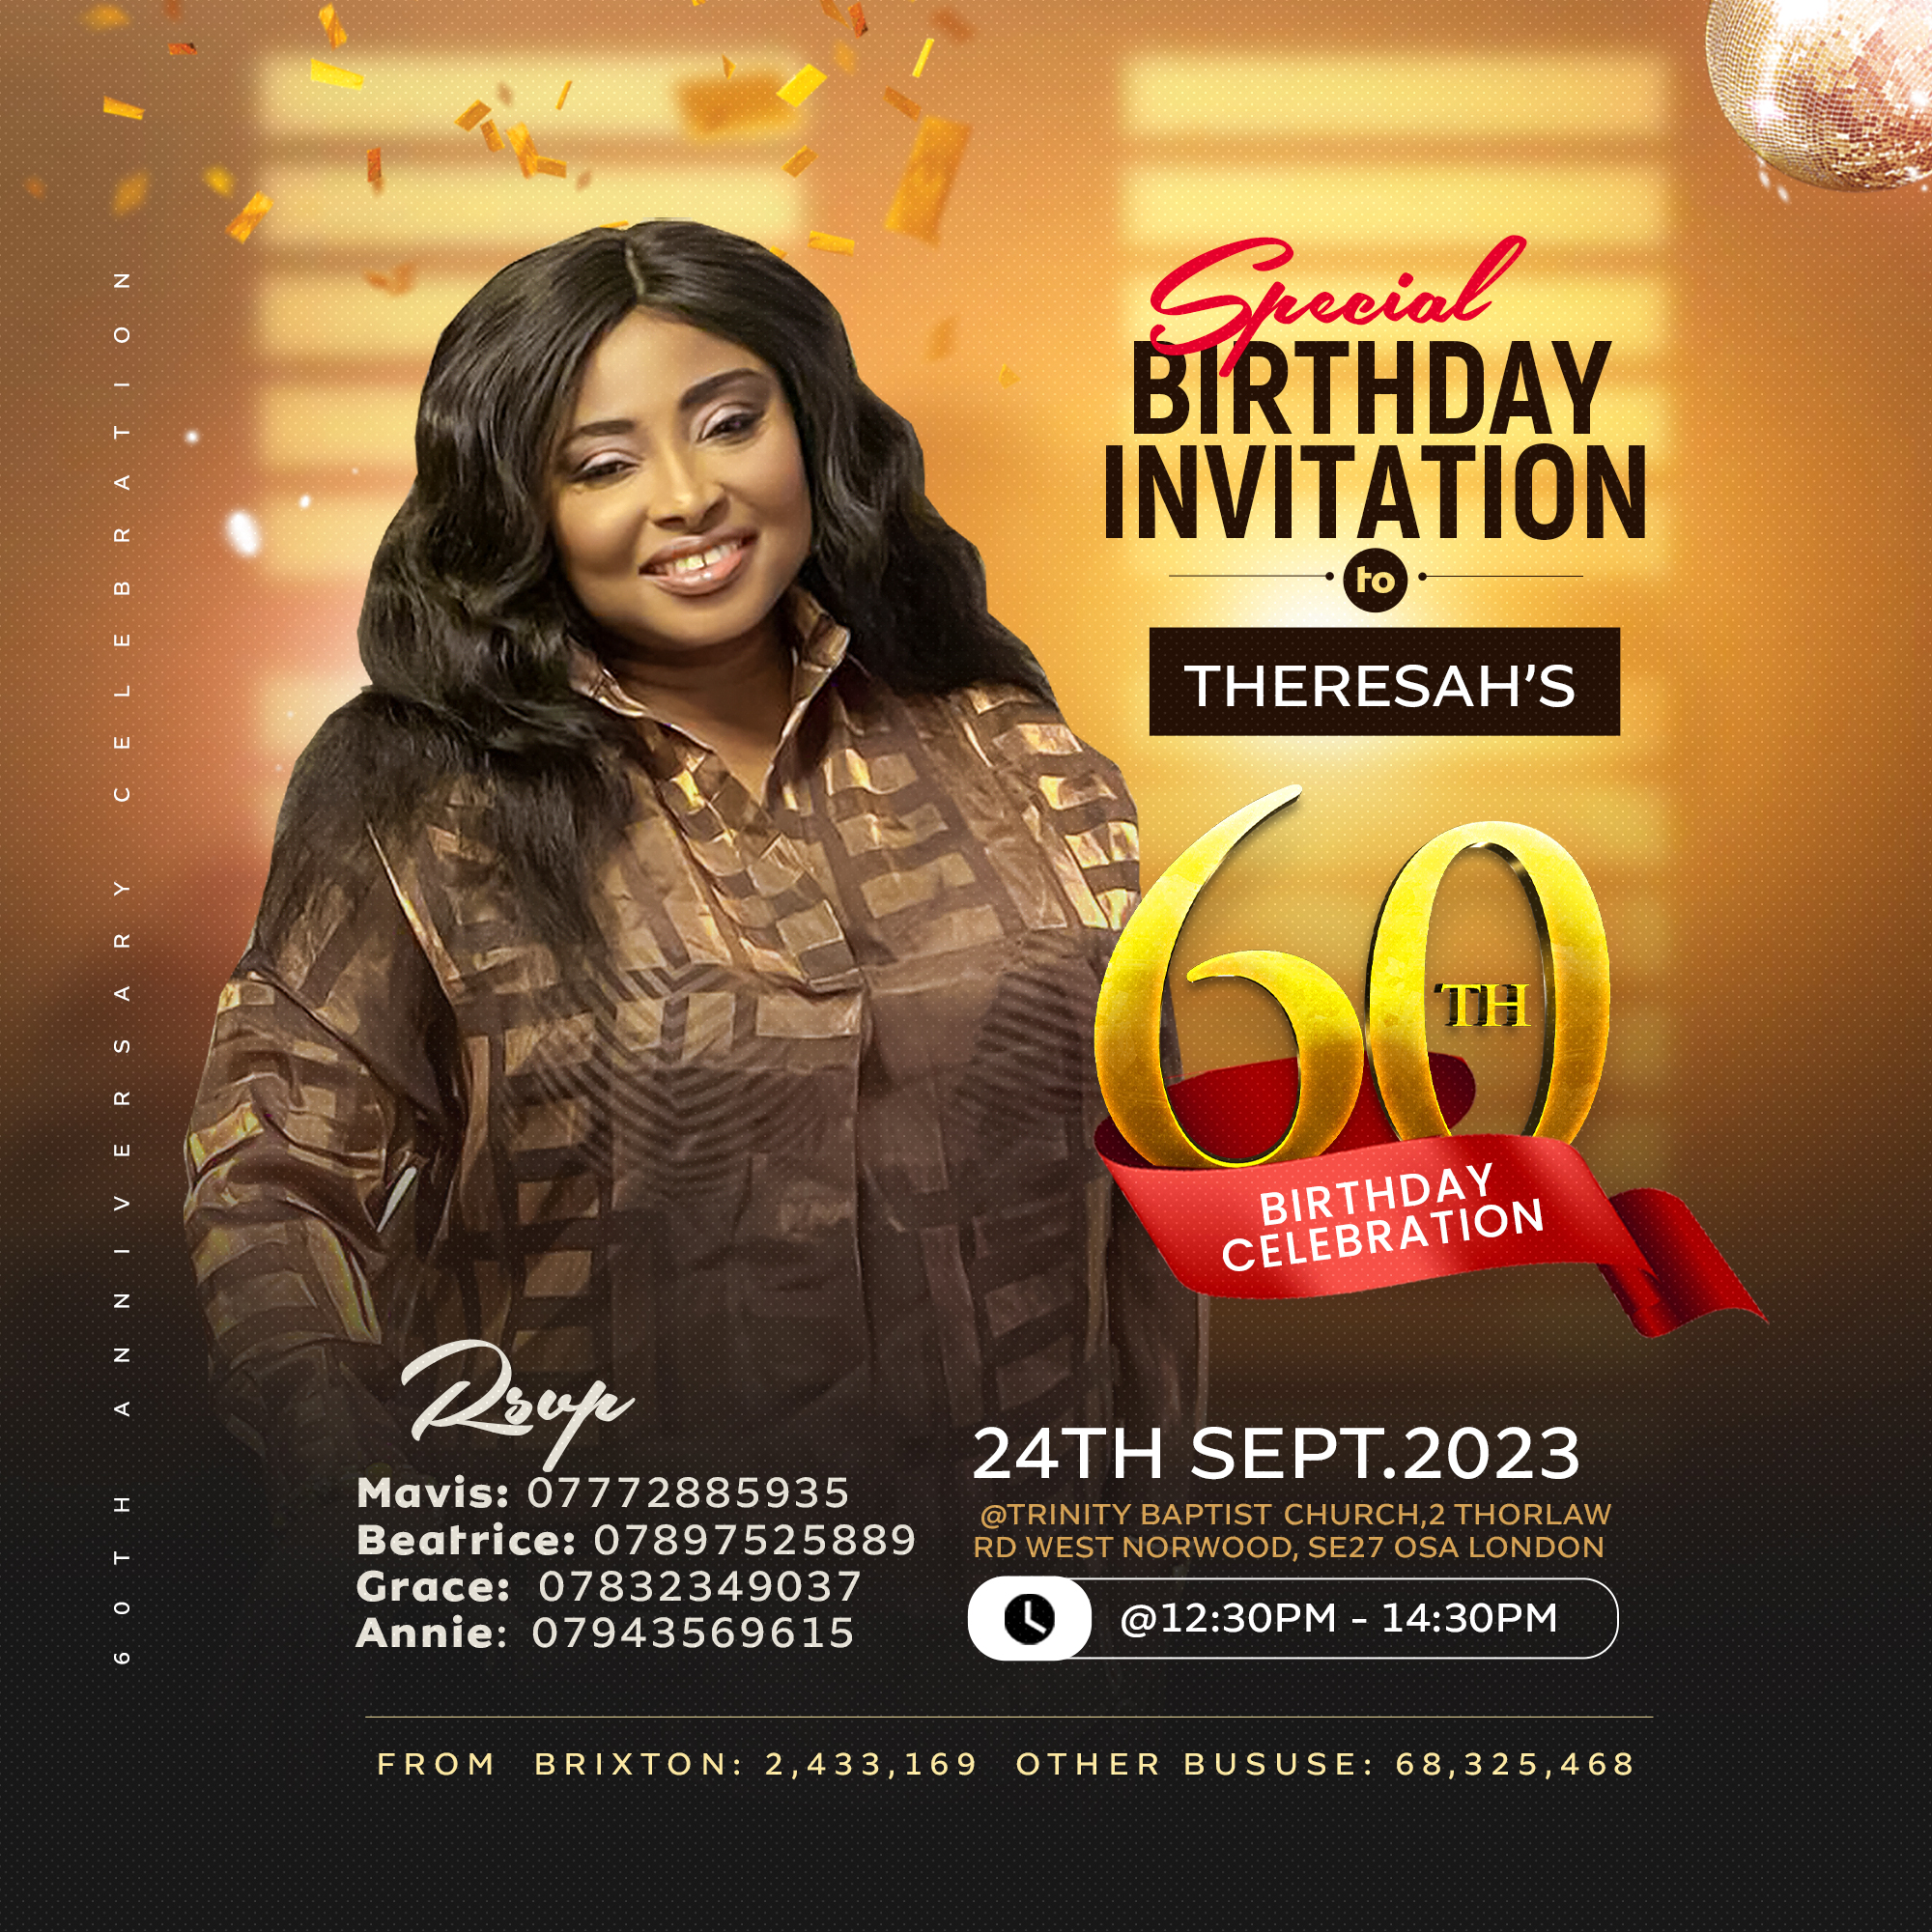 60TH ANNIVERSARY CELEBRATION
Special
BIRTHDAY
INVITATION
to
THERESAH'S
60TH
BIRTHDAY
CELEBRATION
Rsvp
Mavis: 07772885935
Beatrice: 07897525889
Grace: 07832349037
Annie: 07943569615
24TH SEPT.2023
@TRINITY BAPTIST CHURCH,2 THORLAW
RD WEST NORWOOD, SE27 OSA LONDON
@12:30PM - 14:30PM
FROM BRIXTON: 2,433,169 OTHER BUSUSE: 68,325,468